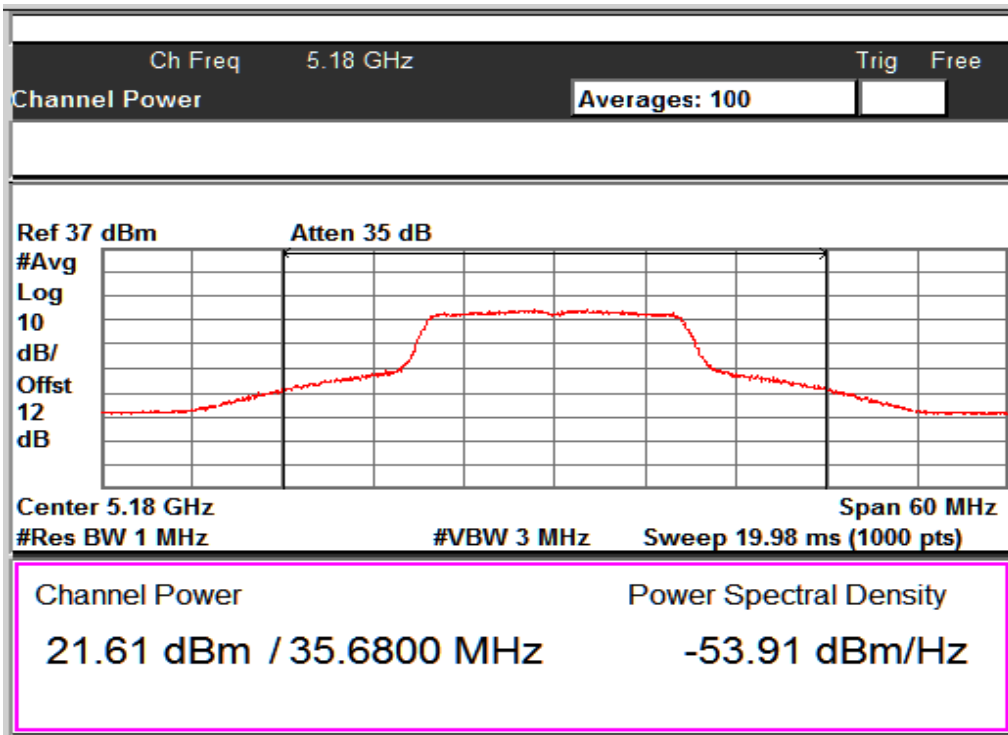 Ch Freq 5.18 GHz Trig Free
Channel Power Averages: 100
Ref 37 dBm Atten 35 dB
#Avg
Log
10
dB/
Offst
12
dB
Center 5.18 GHz Span 60 MHz
#Res BW 1 MHz #VBW 3 MHz Sweep 19.98 ms (1000 pts)
Channel Power Power Spectral Density
21.61 dBm / 35.6800 MHz -53.91 dBm/Hz